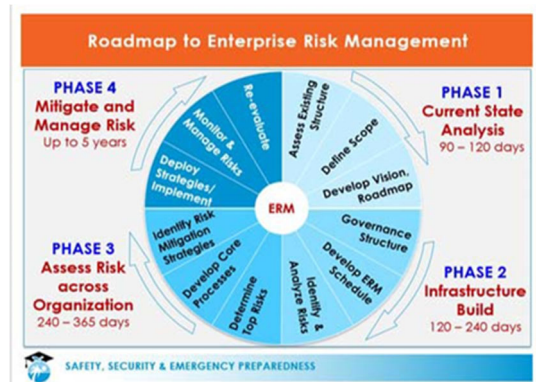 Roadmap to Enterprise Risk Management
PHASE 1
Current State
Analysis
90 – 120 days
Assess Existing
Structure
Define Scope
Develop Vision,
Roadmap
PHASE 2
Infrastructure
Build
120 – 240 days
Governance
Structure
Develop ERM
Schedule
Identify &
Analyze Risks
PHASE 3
Assess Risk
across
Organization
240 – 365 days
Determine
Top Risks
Develop Core
Processes
Identify Risk
Mitigation
Strategies
PHASE 4
Mitigate and
Manage Risk
Up to 5 years
Deploy
Strategies/
Implement
Monitor &
Manage Risks
Re-evaluate
ERM
SAFETY, SECURITY & EMERGENCY PREPAREDNESS